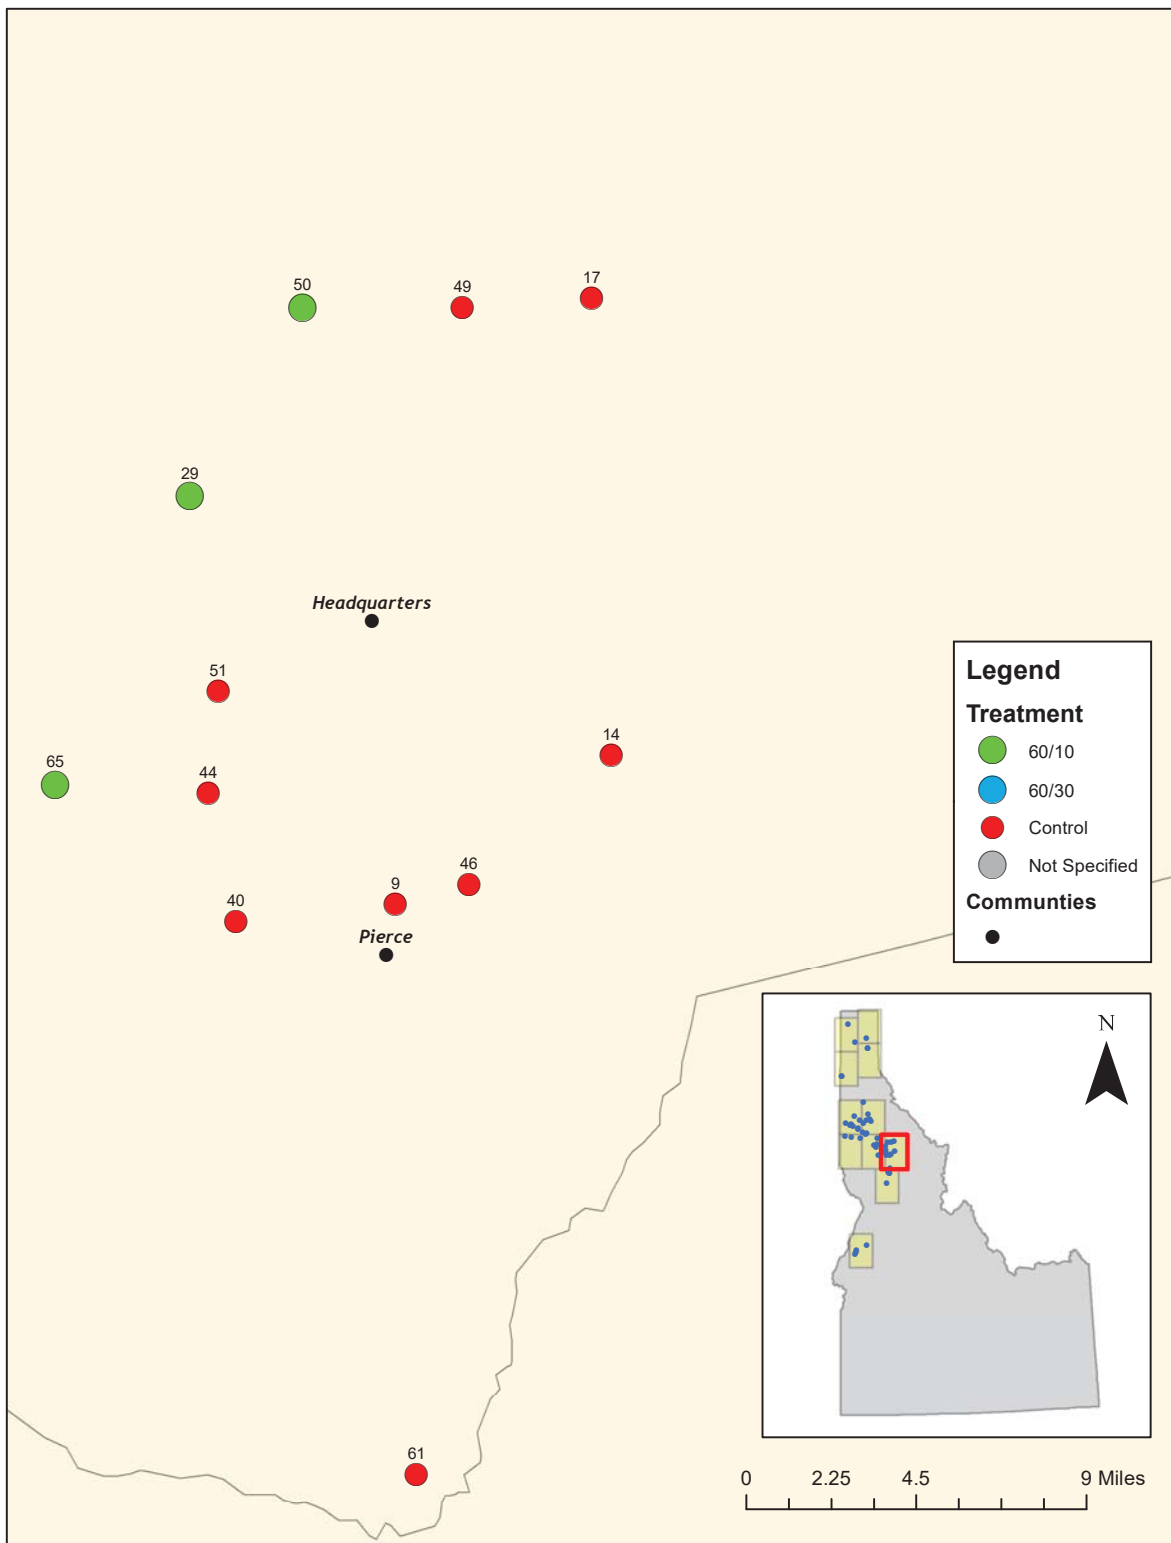 17
50
49
29
Headquarters
51
14
65
44
46
9
40
Pierce
61
Legend
Treatment
60/10
60/30
Control
Not Specified
Communties
N
0 2.25 4.5 9 Miles